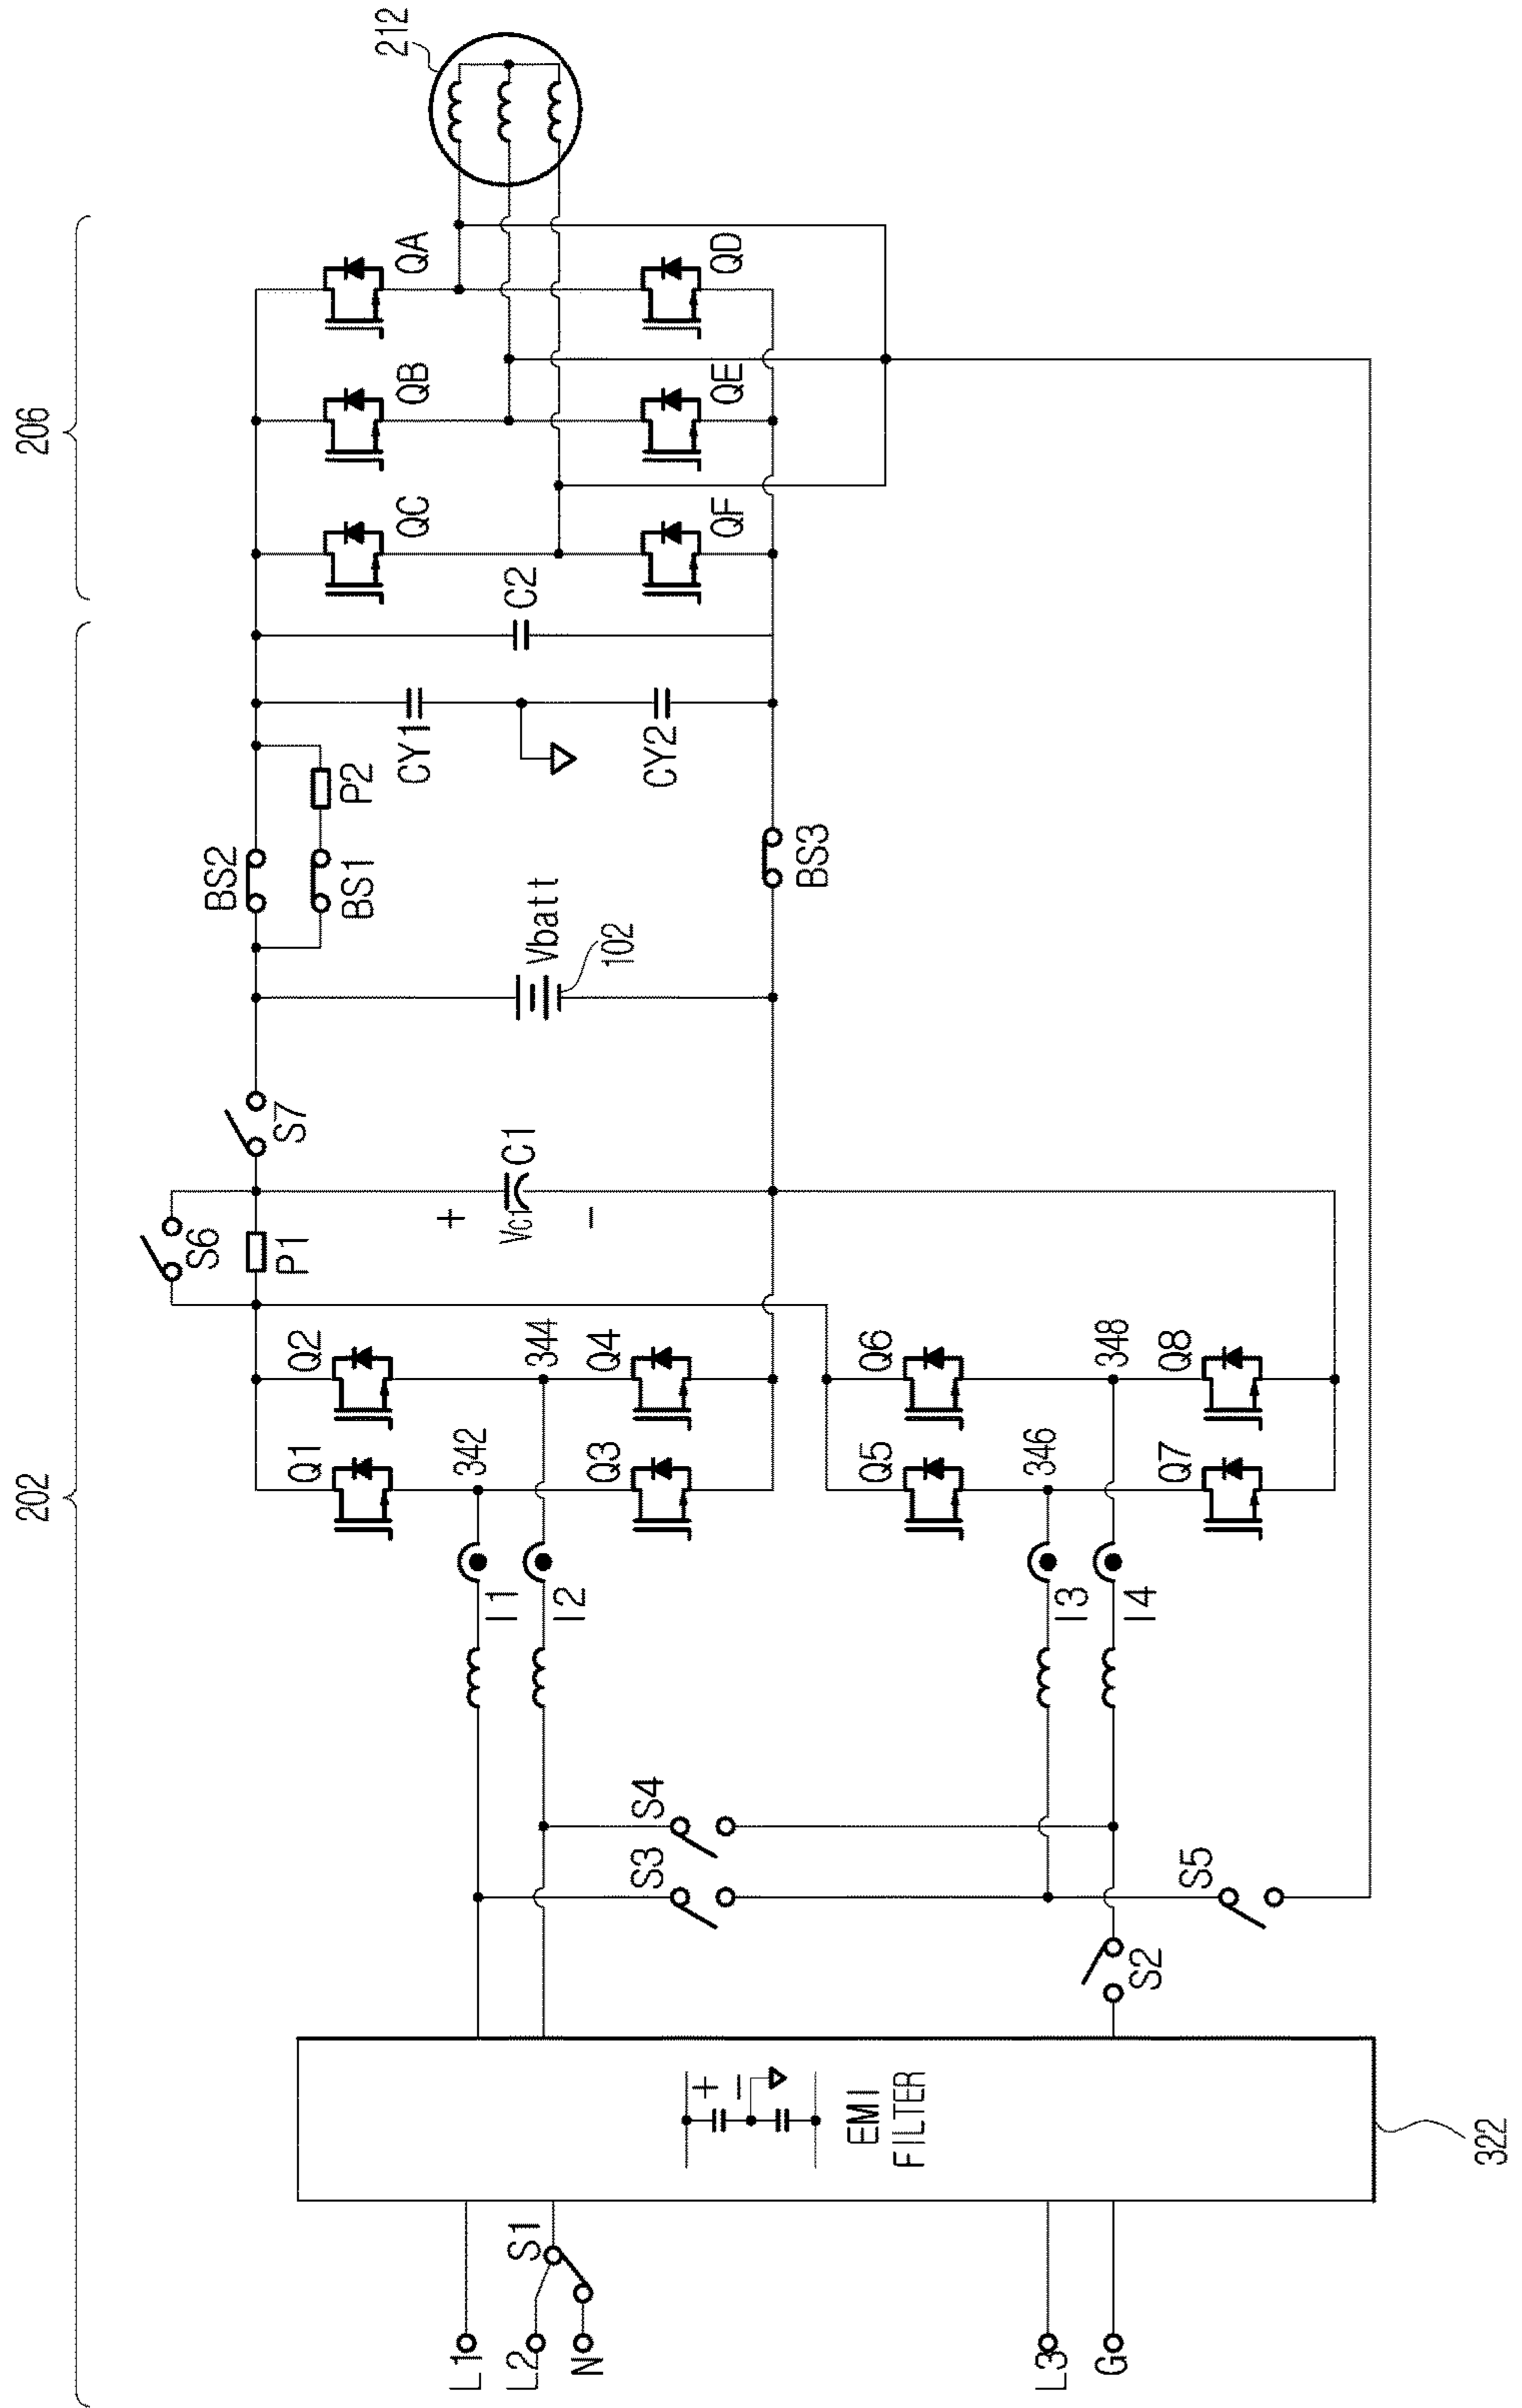 202
206
S6
S7
BS2
P1
BS1
P2
Q1
Q2
QC
QB
QA
212
342
344
+
Vc1
C1
−
Vbatt
102
CY1
C2
Q3
Q4
CY2
QF
QE
QD
BS3
I1
I2
L1
L2
S1
N
+
−
EMI
FILTER
S3
S4
Q5
Q6
346
348
I3
I4
L3
G
S2
S5
Q7
Q8
322